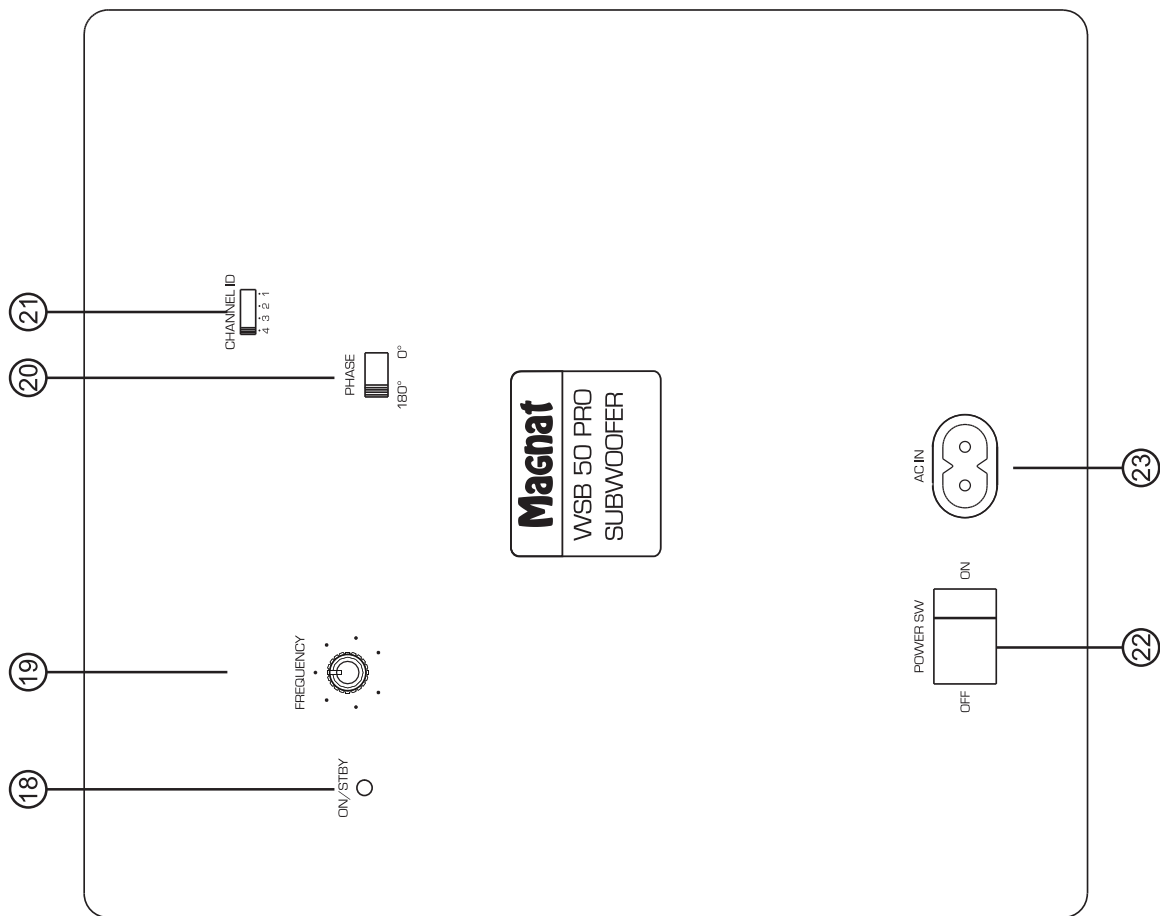 18 19 20 21
CHANNEL ID
4 3 2 1
FREQUENCY
ON/STBY
PHASE
180° 0°
Magnat
WSB 50 PRO
SUBWOOFER
POWER SW
OFF ON
AC IN
22 23